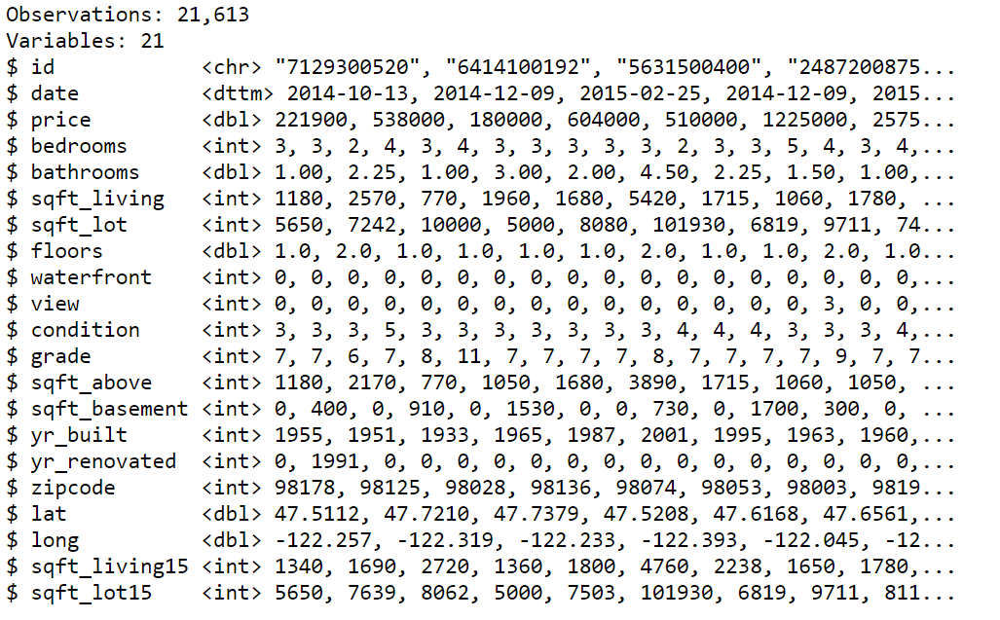 Observations: 21,613
Variables: 21
$ id            <chr> "7129300520", "6414100192", "5631500400", "2487200875...
$ date          <dttm> 2014-10-13, 2014-12-09, 2015-02-25, 2014-12-09, 2015...
$ price         <dbl> 221900, 538000, 180000, 604000, 510000, 1225000, 2575...
$ bedrooms      <int> 3, 3, 2, 4, 3, 4, 3, 3, 3, 3, 3, 2, 3, 3, 5, 4, 3, 4,...
$ bathrooms     <dbl> 1.00, 2.25, 1.00, 3.00, 2.00, 4.50, 2.25, 1.50, 1.00,...
$ sqft_living   <int> 1180, 2570, 770, 1960, 1680, 5420, 1715, 1060, 1780, ...
$ sqft_lot      <int> 5650, 7242, 10000, 5000, 8080, 101930, 6819, 9711, 74...
$ floors        <dbl> 1.0, 2.0, 1.0, 1.0, 1.0, 1.0, 2.0, 1.0, 1.0, 2.0, 1.0...
$ waterfront    <int> 0, 0, 0, 0, 0, 0, 0, 0, 0, 0, 0, 0, 0, 0, 0, 0, 0, 0,...
$ view          <int> 0, 0, 0, 0, 0, 0, 0, 0, 0, 0, 0, 0, 0, 0, 0, 3, 0, 0,...
$ condition     <int> 3, 3, 3, 5, 3, 3, 3, 3, 3, 3, 3, 4, 4, 4, 3, 3, 3, 4,...
$ grade         <int> 7, 7, 6, 7, 8, 11, 7, 7, 7, 7, 8, 7, 7, 7, 7, 9, 7, 7...
$ sqft_above    <int> 1180, 2170, 770, 1050, 1680, 3890, 1715, 1060, 1050, ...
$ sqft_basement <int> 0, 400, 0, 910, 0, 1530, 0, 0, 730, 0, 1700, 300, 0, ...
$ yr_built      <int> 1955, 1951, 1933, 1965, 1987, 2001, 1995, 1963, 1960,...
$ yr_renovated  <int> 0, 1991, 0, 0, 0, 0, 0, 0, 0, 0, 0, 0, 0, 0, 0, 0, 0,...
$ zipcode       <int> 98178, 98125, 98028, 98136, 98074, 98053, 98003, 9819...
$ lat           <dbl> 47.5112, 47.7210, 47.7379, 47.5208, 47.6168, 47.6561,...
$ long          <dbl> -122.257, -122.319, -122.233, -122.393, -122.045, -12...
$ sqft_living15 <int> 1340, 1690, 2720, 1360, 1800, 4760, 2238, 1650, 1780,...
$ sqft_lot15    <int> 5650, 7639, 8062, 5000, 7503, 101930, 6819, 9711, 811...